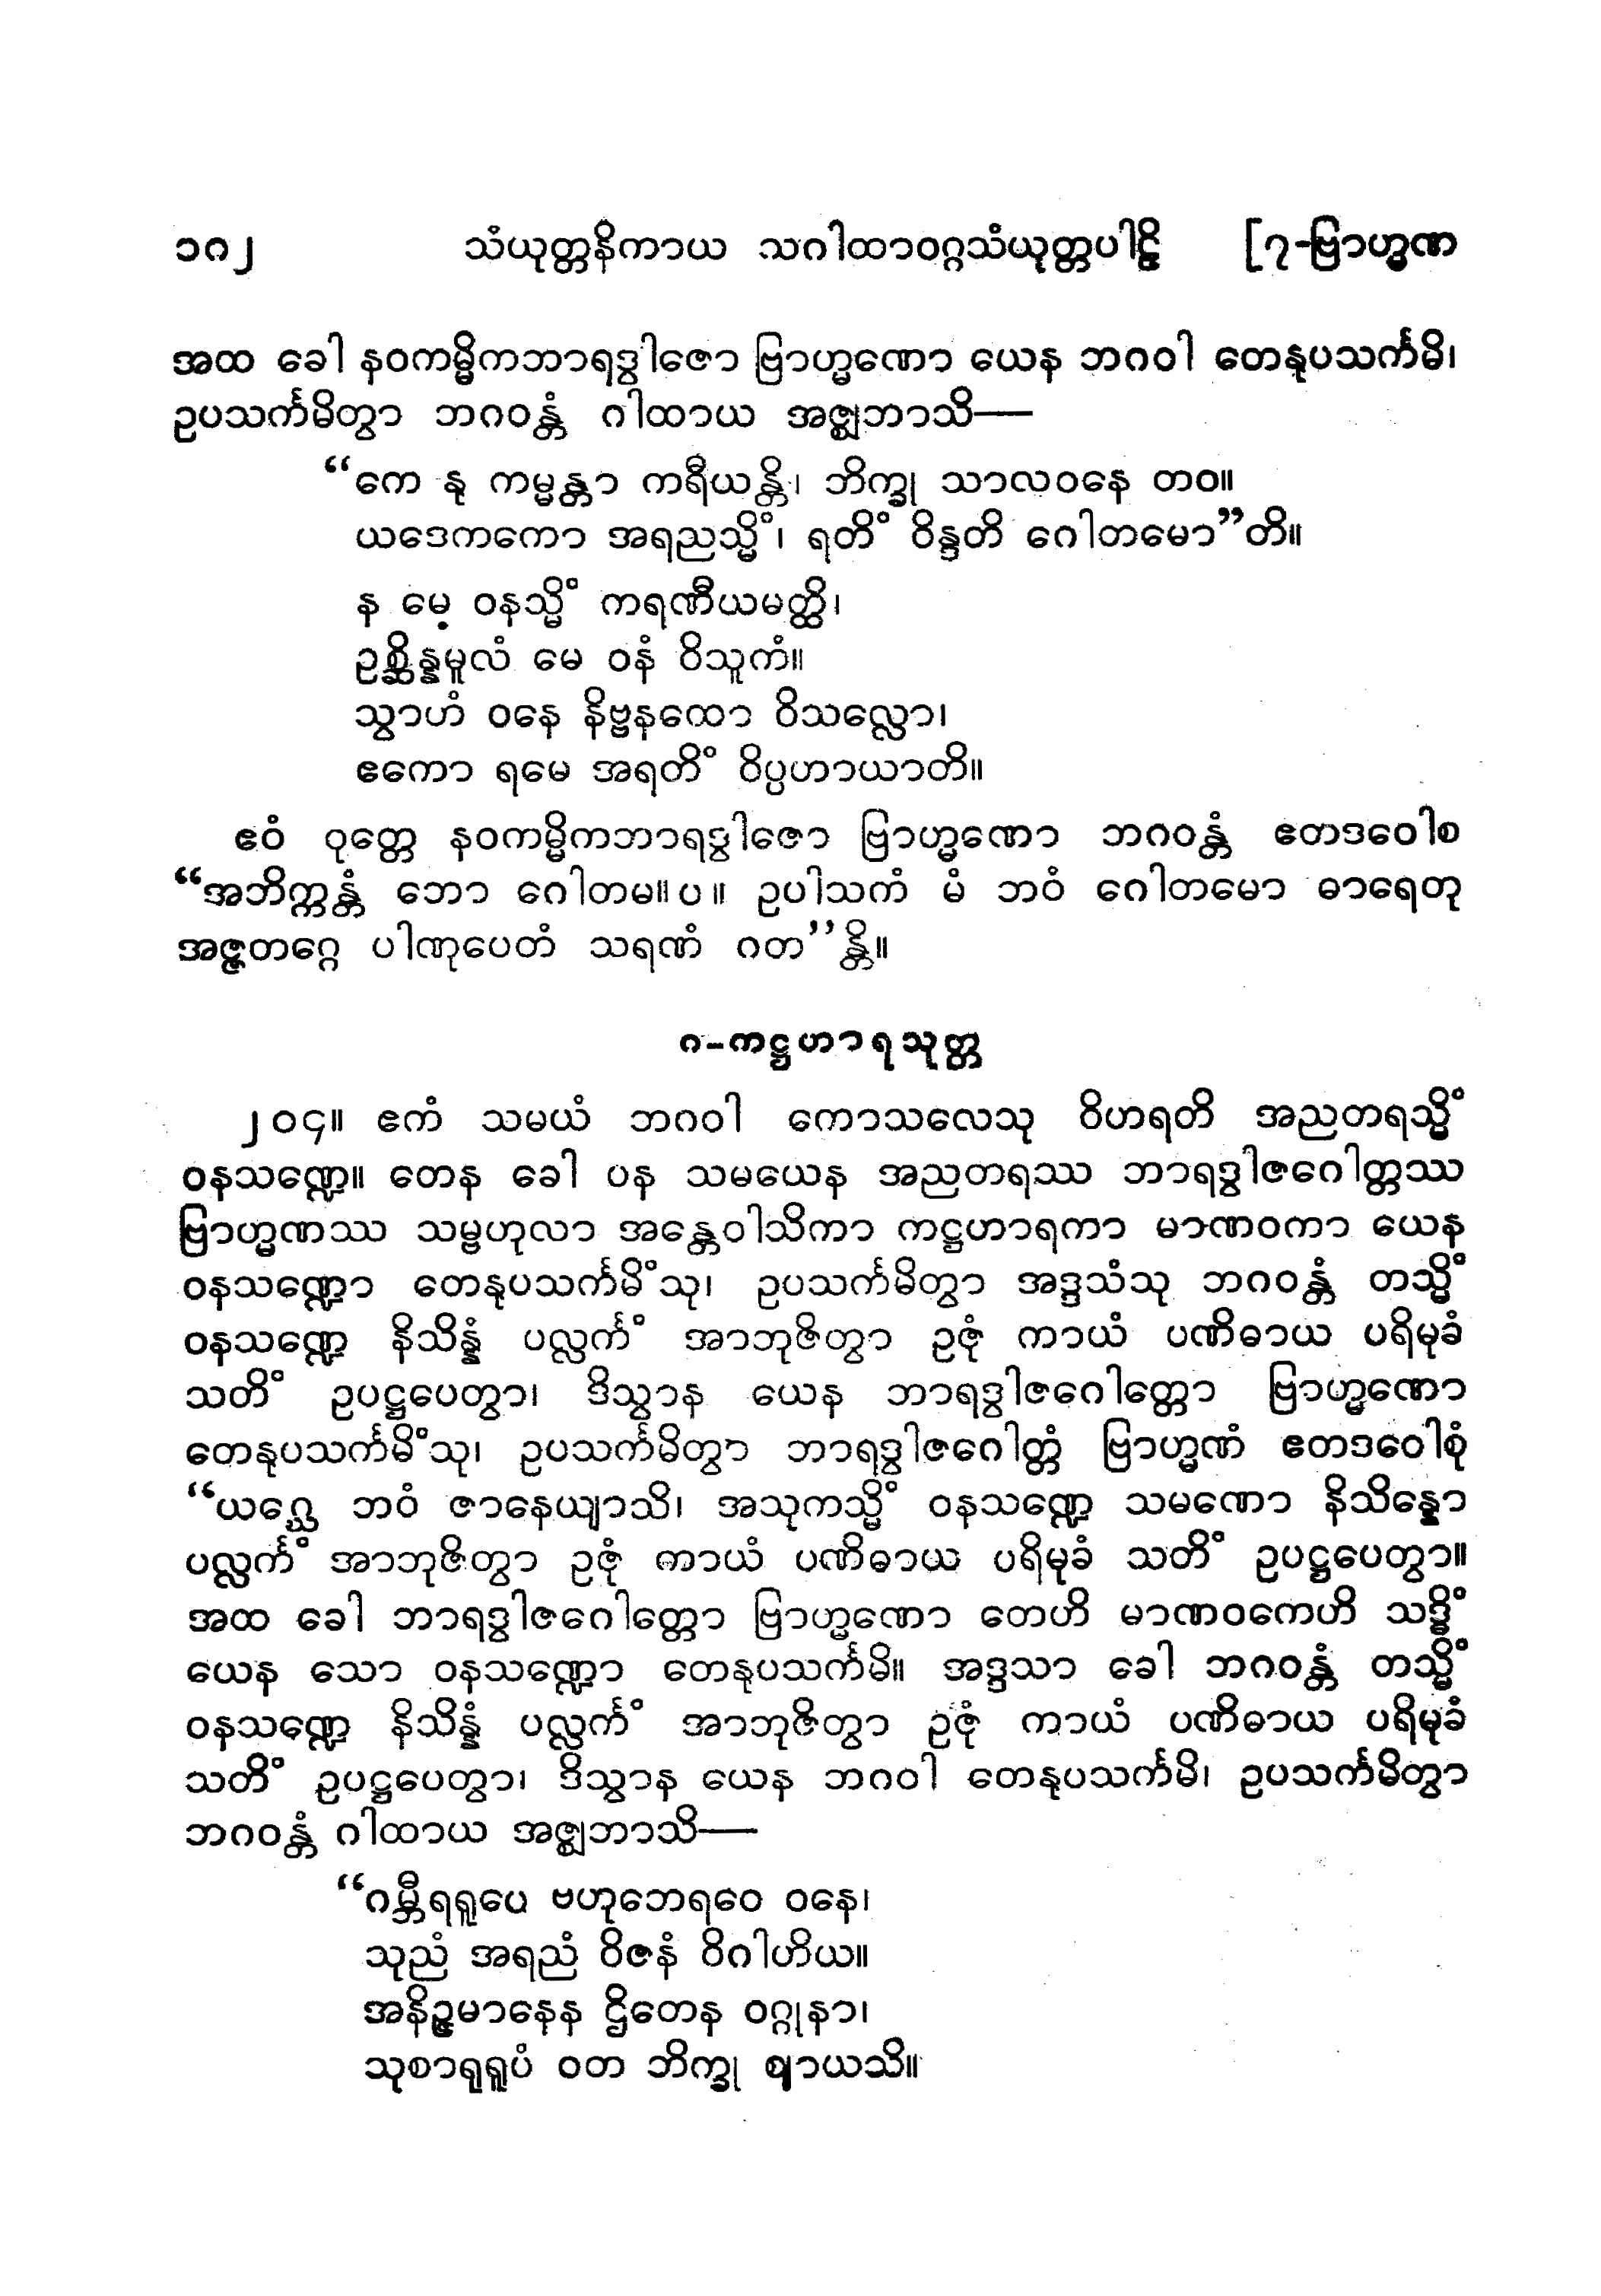 ၁၈၂ သံယုတ္တနိကာယ သဂါထာဝဂ္ဂသံယုတ္တပါဠိ [၇-ဗြာဟ္မဏ
အထ ခေါ နဝကမ္မိကဘာရဒွါဇော ဗြာဟ္မဏော ယေန ဘဂဝါ တေနုပသင်္ကမိ၊
ဥပသင်္ကမိတွာ ဘဂဝန္တံ ဂါထာယ အဇ္ဈဘာသိ—
“ကေ နု ကမ္မန္တာ ကရီယန္တိ၊ ဘိက္ခု သာလဝနေ တဝ။
ယဒေကကော အရညသ္မိံ၊ ရတိံ ဝိန္ဒတိ ဂေါတမော”တိ။
န မေ့ ဝနသ္မိံ ကရဏီယမတ္ထိ၊
ဥစ္ဆိန္နမူလံ မေ ဝနံ ဝိသူကံ။
သွာဟံ ဝနေ နိဗ္ဗနထော ဝိသလ္လော၊
ဧကော ရမေ အရတိံ ဝိပ္ပဟာယာတိ။
ဧဝံ ဝုတ္တေ နဝကမ္မိကဘာရဒွါဇော ဗြာဟ္မဏော ဘဂဝန္တံ ဧတဒဝေါစ
“အဘိက္ကန္တံ ဘော ဂေါတမ။ ပ ။ ဥပါသကံ မံ ဘဝံ ဂေါတမော ဓာရေတု
အဇ္ဇတဂ္ဂေ ပါဏုပေတံ သရဏံ ဂတ”န္တိ။
ဂ-ကဋ္ဌဟာရသုတ္တ
၂၀၄။ ဧကံ သမယံ ဘဂဝါ ကောသလေသု ဝိဟရတိ အညတရသ္မိံ
ဝနသဏ္ဍေ။ တေန ခေါ ပန သမယေန အညတရဿ ဘာရဒွါဇဂေါတ္တဿ
ဗြာဟ္မဏဿ သမ္ဗဟုလာ အန္တေဝါသိကာ ကဋ္ဌဟာရကာ မာဏဝကာ ယေန
ဝနသဏ္ဍော တေနုပသင်္ကမိံသု၊ ဥပသင်္ကမိတွာ အဒ္ဒသံသု ဘဂဝန္တံ တသ္မိံ
ဝနသဏ္ဍေ နိသိန္နံ ပလ္လင်္ကံ အာဘုဇိတွာ ဥဇုံ ကာယံ ပဏိဓာယ ပရိမုခံ
သတိံ ဥပဋ္ဌပေတွာ၊ ဒိသွာန ယေန ဘာရဒွါဇဂေါတ္တော ဗြာဟ္မဏော
တေနုပသင်္ကမိံသု၊ ဥပသင်္ကမိတွာ ဘာရဒွါဇဂေါတ္တံ ဗြာဟ္မဏံ ဧတဒဝေါစုံ
“ယဂ္ဃေ ဘဝံ ဇာနေယျာသိ၊ အသုကသ္မိံ ဝနသဏ္ဍေ သမဏော နိသိန္နော
ပလ္လင်္ကံ အာဘုဇိတွာ ဥဇုံ ကာယံ ပဏိဓာယ ပရိမုခံ သတိံ ဥပဋ္ဌပေတွာ။
အထ ခေါ ဘာရဒွါဇဂေါတ္တော ဗြာဟ္မဏော တေဟိ မာဏဝကေဟိ သဒ္ဓိံ
ယေန သော ဝနသဏ္ဍော တေနုပသင်္ကမိ။ အဒ္ဒသာ ခေါ ဘဂဝန္တံ တသ္မိံ
ဝနသဏ္ဍေ နိသိန္နံ ပလ္လင်္ကံ အာဘုဇိတွာ ဥဇုံ ကာယံ ပဏိဓာယ ပရိမုခံ
သတိံ ဥပဋ္ဌပေတွာ၊ ဒိသွာန ယေန ဘဂဝါ တေနုပသင်္ကမိ၊ ဥပသင်္ကမိတွာ
ဘဂဝန္တံ ဂါထာယ အဇ္ဈဘာသိ—
“ဂမ္ဘီရရူပေ ဗဟုဘေရဝေ ဝနေ၊
သုညံ အရညံ ဝိဇနံ ဝိဂါဟိယ။
အနိဉ္ဇမာနေန ဌိတေန ဝဂ္ဂုနာ၊
သုစာရုရူပံ ဝတ ဘိက္ခု ဈာယသိ။